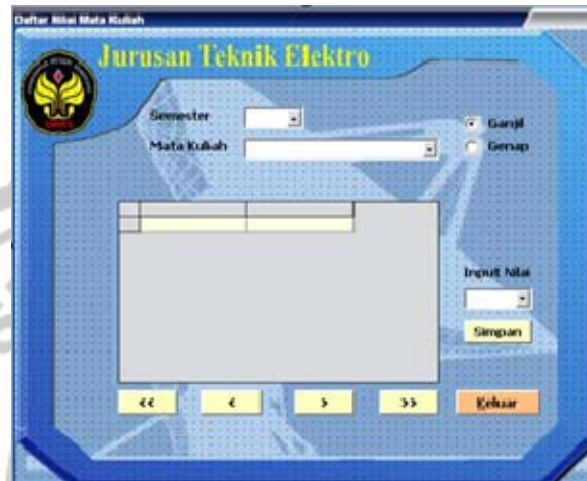 Daftar Nilai Mata Kuliah
Jurusan Teknik Elektro
Semester
Ganjil
Mata Kuliah
Genap
Input Nilai
Simpan
<< < > >> Keluar